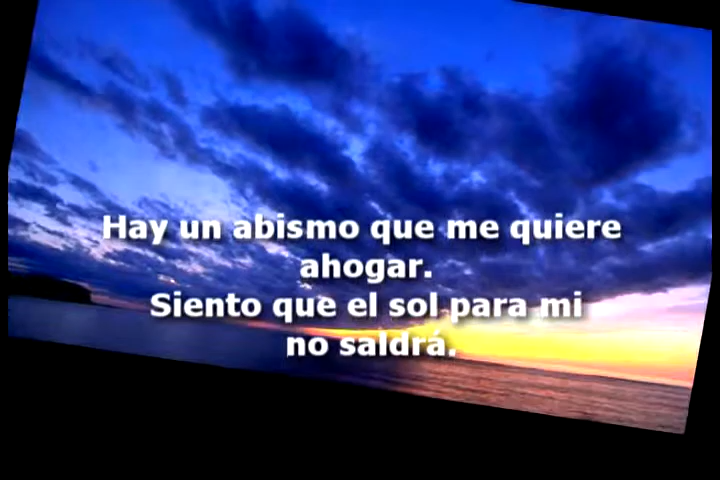 Hay un abismo que me quiere
ahogar.
Siento que el sol para mi
no saldrá.